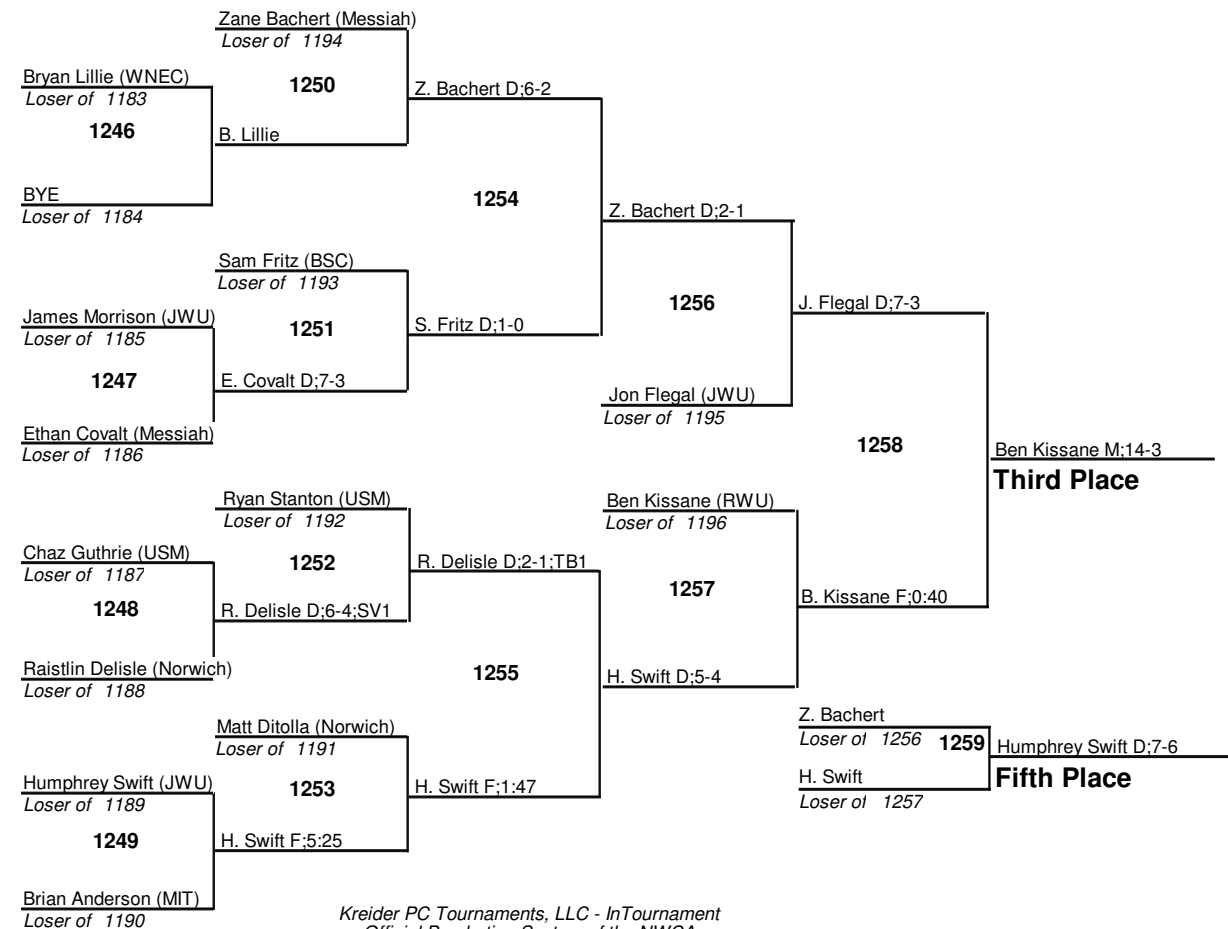 Zane Bachert (Messiah)
Loser of 1194
Bryan Lillie (WNEC)
Loser of 1183
1250
Z. Bachert D;6-2
1246
B. Lillie
BYE
Loser of 1184
1254
Z. Bachert D;2-1
Sam Fritz (BSC)
Loser of 1193
James Morrison (JWU)
Loser of 1185
1251
S. Fritz D;1-0
1256
J. Flegal D;7-3
1247
E. Covalt D;7-3
Jon Flegal (JWU)
Loser of 1195
Ethan Covalt (Messiah)
Loser of 1186
1258
Ben Kissane M;14-3
Third Place
Ryan Stanton (USM)
Loser of 1192
Ben Kissane (RWU)
Loser of 1196
Chaz Guthrie (USM)
Loser of 1187
1252
R. Delisle D;2-1;TB1
1257
B. Kissane F;0:40
1248
R. Delisle D;6-4;SV1
Raistlin Delisle (Norwich)
Loser of 1188
1255
H. Swift D;5-4
Matt Ditolla (Norwich)
Loser of 1191
Z. Bachert
Loser of 1256
1259
Humphrey Swift D;7-6
Fifth Place
H. Swift
Loser of 1257
Humphrey Swift (JWU)
Loser of 1189
1253
H. Swift F;1:47
1249
H. Swift F;5:25
Brian Anderson (MIT)
Loser of 1190
Kreider PC Tournaments, LLC - InTournament